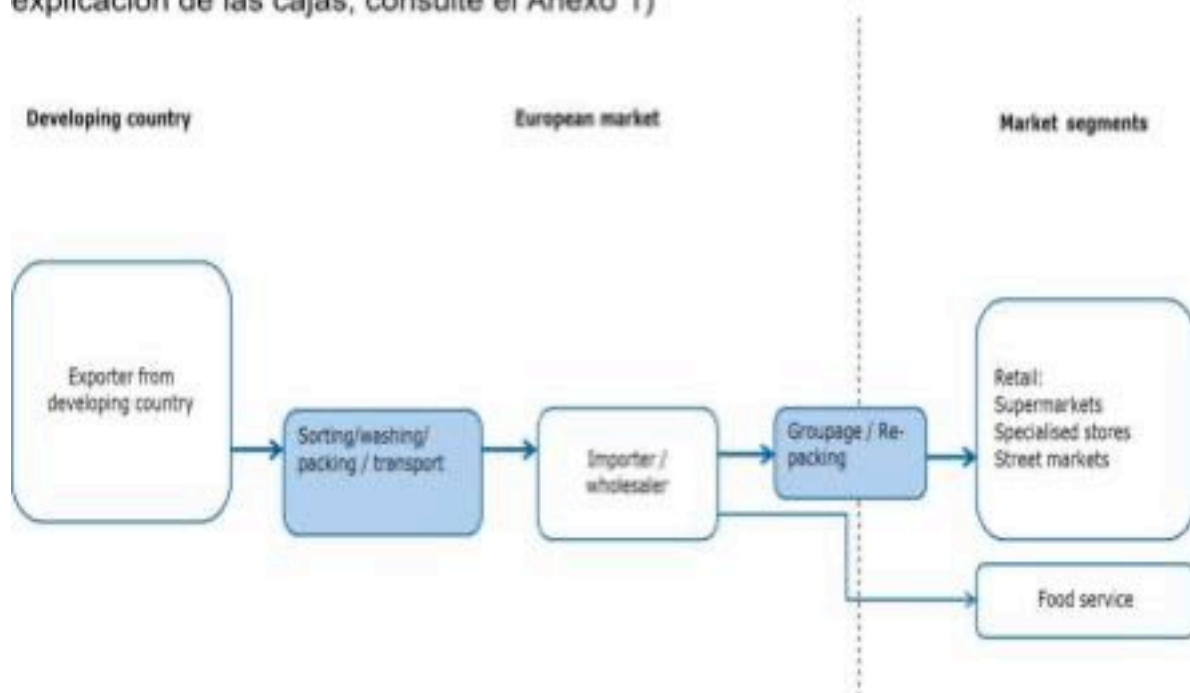 explicación de las cajas, consulte el Anexo 1)
Developing country
European market
Market segments
Exporter from
developing country
Sorting/washing/
packing / transport
Importer /
wholesaler
Groupage / Re-
packing
Retail:
Supermarkets
Specialised stores
Street markets
Food service